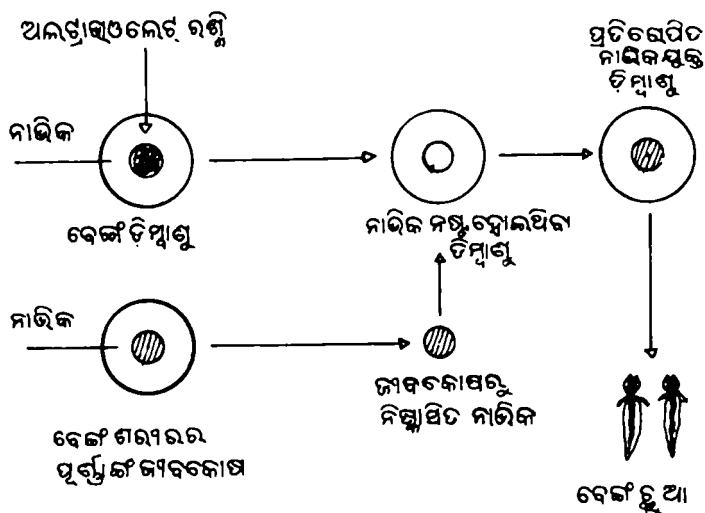 ଅଲଟ୍ରାଭାଓଲେଟ୍ ରଶ୍ମି
ପ୍ରତିରୋପିତ
ନାଭିକଯୁକ୍ତ
ଡ଼ିମ୍ବାଣୁ
ନାଭିକ
ବେଙ୍ଗ ଡ଼ିମ୍ବାଣୁ
ନାଭିକ ନଷ୍ଟ ହୋଇଥିବା
ଡିମ୍ବାଣୁ
ନାଭିକ
ଜୀବକୋଷରୁ
ନିଷ୍କାସିତ ନାଭିକ
ବେଙ୍ଗ ଶରୀରର
ପୂର୍ଣ୍ଣାଙ୍ଗ ଜୀବକୋଷ
ବେଙ୍ଗ ଛୁଆ